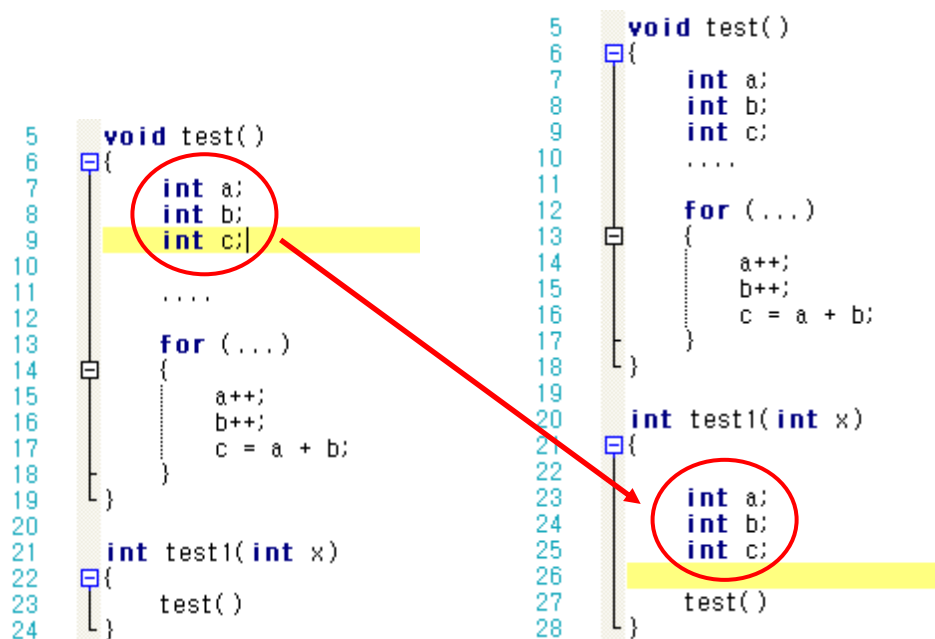 5 void test()
6 {
7 int a;
8 int b;
9 int c;
10
11 ....
12
13 for (...)
14 {
15 a++;
16 b++;
17 c = a + b;
18 }
19 }
20
21 int test1(int x)
22 {
23 test()
24 }
5 void test()
6 {
7 int a;
8 int b;
9 int c;
10 ....
11
12 for (...)
13 {
14 a++;
15 b++;
16 c = a + b;
17 }
18 }
19
20 int test1(int x)
21 {
22
23 int a;
24 int b;
25 int c;
26
27 test()
28 }